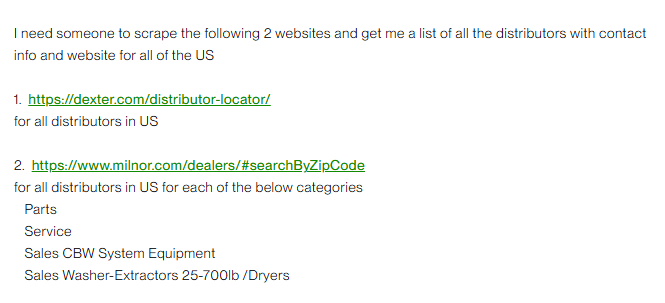 I need someone to scrape the following 2 websites and get me a list of all the distributors with contact
info and website for all of the US
1. https://dexter.com/distributor-locator/
for all distributors in US
2. https://www.milnor.com/dealers/#searchByZipCode
for all distributors in US for each of the below categories
Parts
Service
Sales CBW System Equipment
Sales Washer-Extractors 25-700lb /Dryers